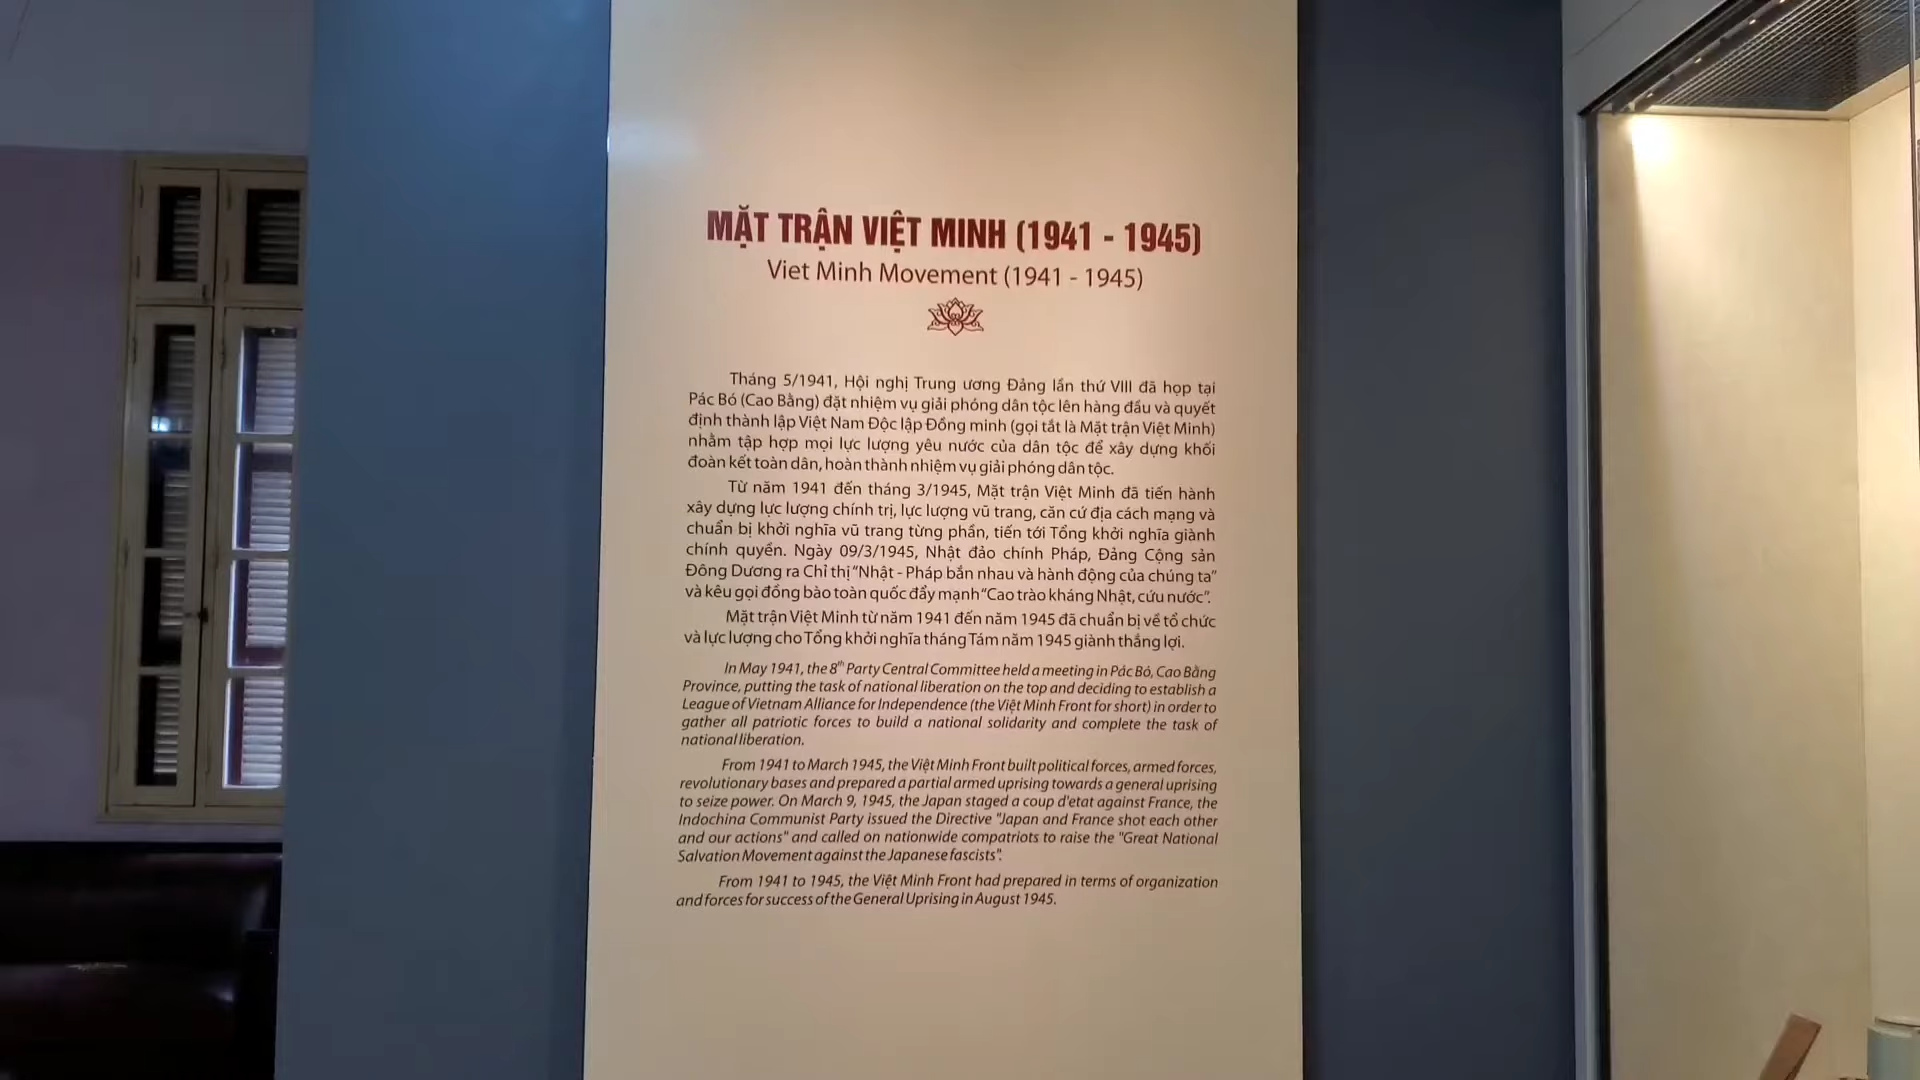 MẶT TRẬN VIỆT MINH (1941 - 1945)
Viet Minh Movement (1941 - 1945)
Tháng 5/1941, Hội nghị Trung ương Đảng lần thứ VIII đã họp tại
Pác Bó (Cao Bằng) đặt nhiệm vụ giải phóng dân tộc lên hàng đầu và quyết
định thành lập Việt Nam Độc lập Đồng minh (gọi tắt là Mặt trận Việt Minh)
nhằm tập hợp mọi lực lượng yêu nước của dân tộc để xây dựng khối
đoàn kết toàn dân, hoàn thành nhiệm vụ giải phóng dân tộc.
Từ năm 1941 đến tháng 3/1945, Mặt trận Việt Minh đã tiến hành
xây dựng lực lượng chính trị, lực lượng vũ trang, căn cứ địa cách mạng và
chuẩn bị khởi nghĩa vũ trang từng phần, tiến tới Tổng khởi nghĩa giành
chính quyền. Ngày 09/3/1945, Nhật đảo chính Pháp, Đảng Cộng sản
Đông Dương ra Chỉ thị "Nhật - Pháp bắn nhau và hành động của chúng ta"
và kêu gọi đồng bào toàn quốc đẩy mạnh "Cao trào kháng Nhật, cứu nước".
Mặt trận Việt Minh từ năm 1941 đến năm 1945 đã chuẩn bị về tổ chức
và lực lượng cho Tổng khởi nghĩa tháng Tám năm 1945 giành thắng lợi.
In May 1941, the 8th Party Central Committee held a meeting in Pác Bó, Cao Bằng
Province, putting the task of national liberation on the top and deciding to establish a
League of Vietnam Alliance for Independence (the Việt Minh Front for short) in order to
gather all patriotic forces to build a national solidarity and complete the task of
national liberation.
From 1941 to March 1945, the Việt Minh Front built political forces, armed forces,
revolutionary bases and prepared a partial armed uprising towards a general uprising
to seize power. On March 9, 1945, the Japan staged a coup d'etat against France, the
Indochina Communist Party issued the Directive "Japan and France shot each other
and our actions" and called on nationwide compatriots to raise the "Great National
Salvation Movement against the Japanese fascists".
From 1941 to 1945, the Việt Minh Front had prepared in terms of organization
and forces for success of the General Uprising in August 1945.